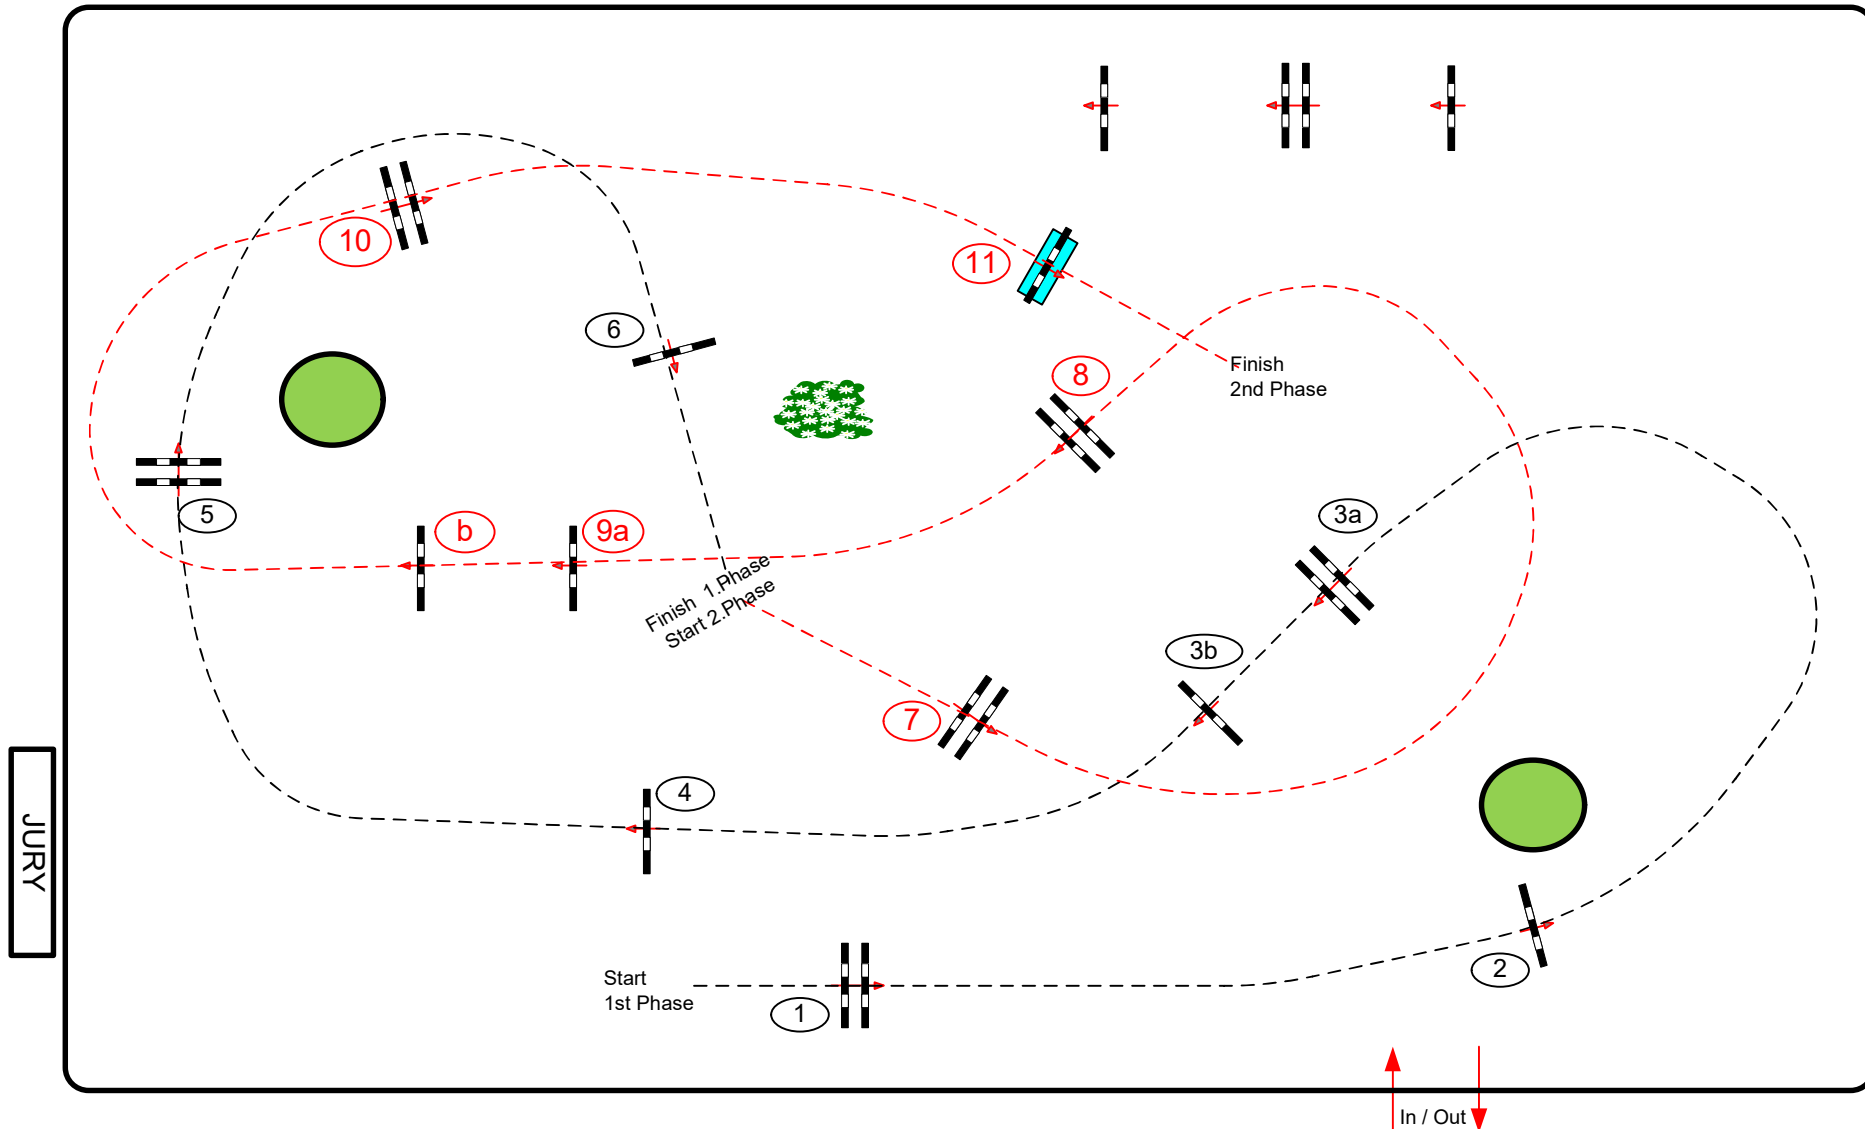 10
11
6
Finish
2nd Phase
8
5
b
9a
3a
Finish 1.Phase
Start 2.Phase
3b
7
4
JURY
Start
1st Phase
1
2
In / Out